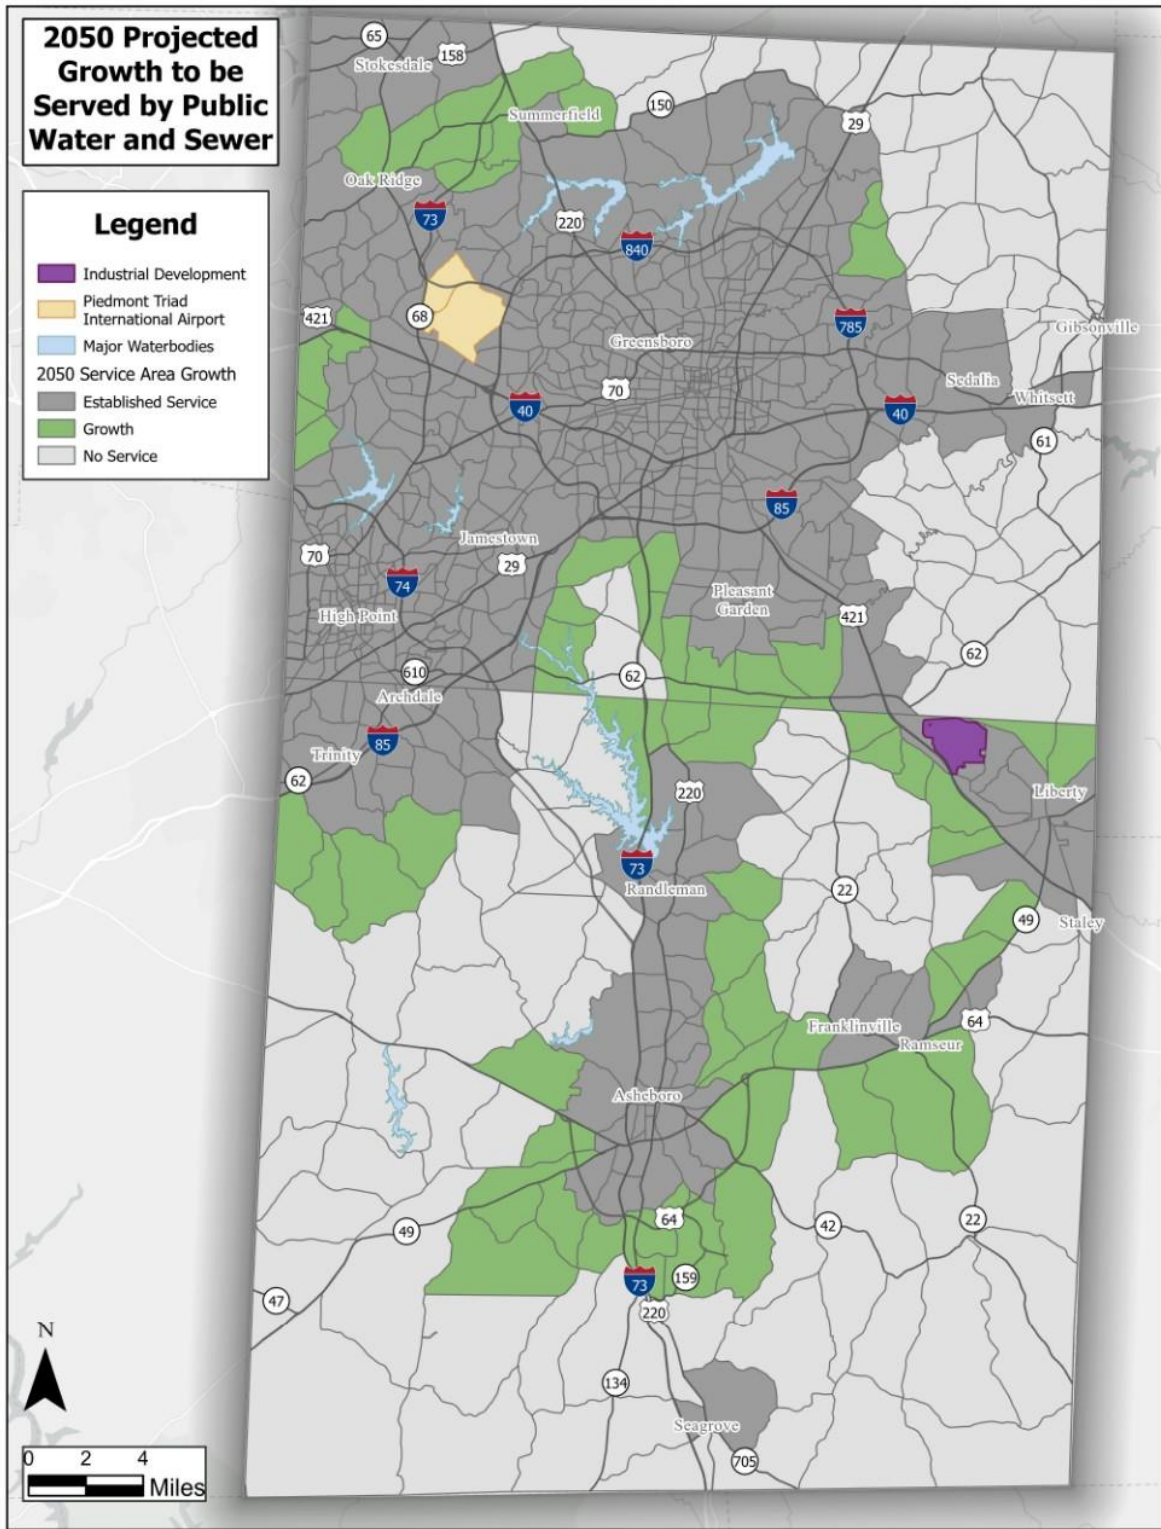 2050 Projected
Growth to be
Served by Public
Water and Sewer
Legend
Industrial Development
Piedmont Triad
International Airport
Major Waterbodies
2050 Service Area Growth
Established Service
Growth
No Service
65
Stokesdale
158
Summerfield
150
29
Oak Ridge
73
220
840
421
68
785
Gibsonville
Greensboro
70
Sedalia
Whitsett
40
40
61
85
Jamestown
70
29
74
Pleasant
Garden
High Point
421
62
610
62
Archdale
85
Trinity
62
220
Liberty
73
Randleman
22
49
Staley
Franklinville
64
Ramseur
Asheboro
64
42
22
49
73
159
47
220
N
134
Seagrove
705
0 2 4
Miles